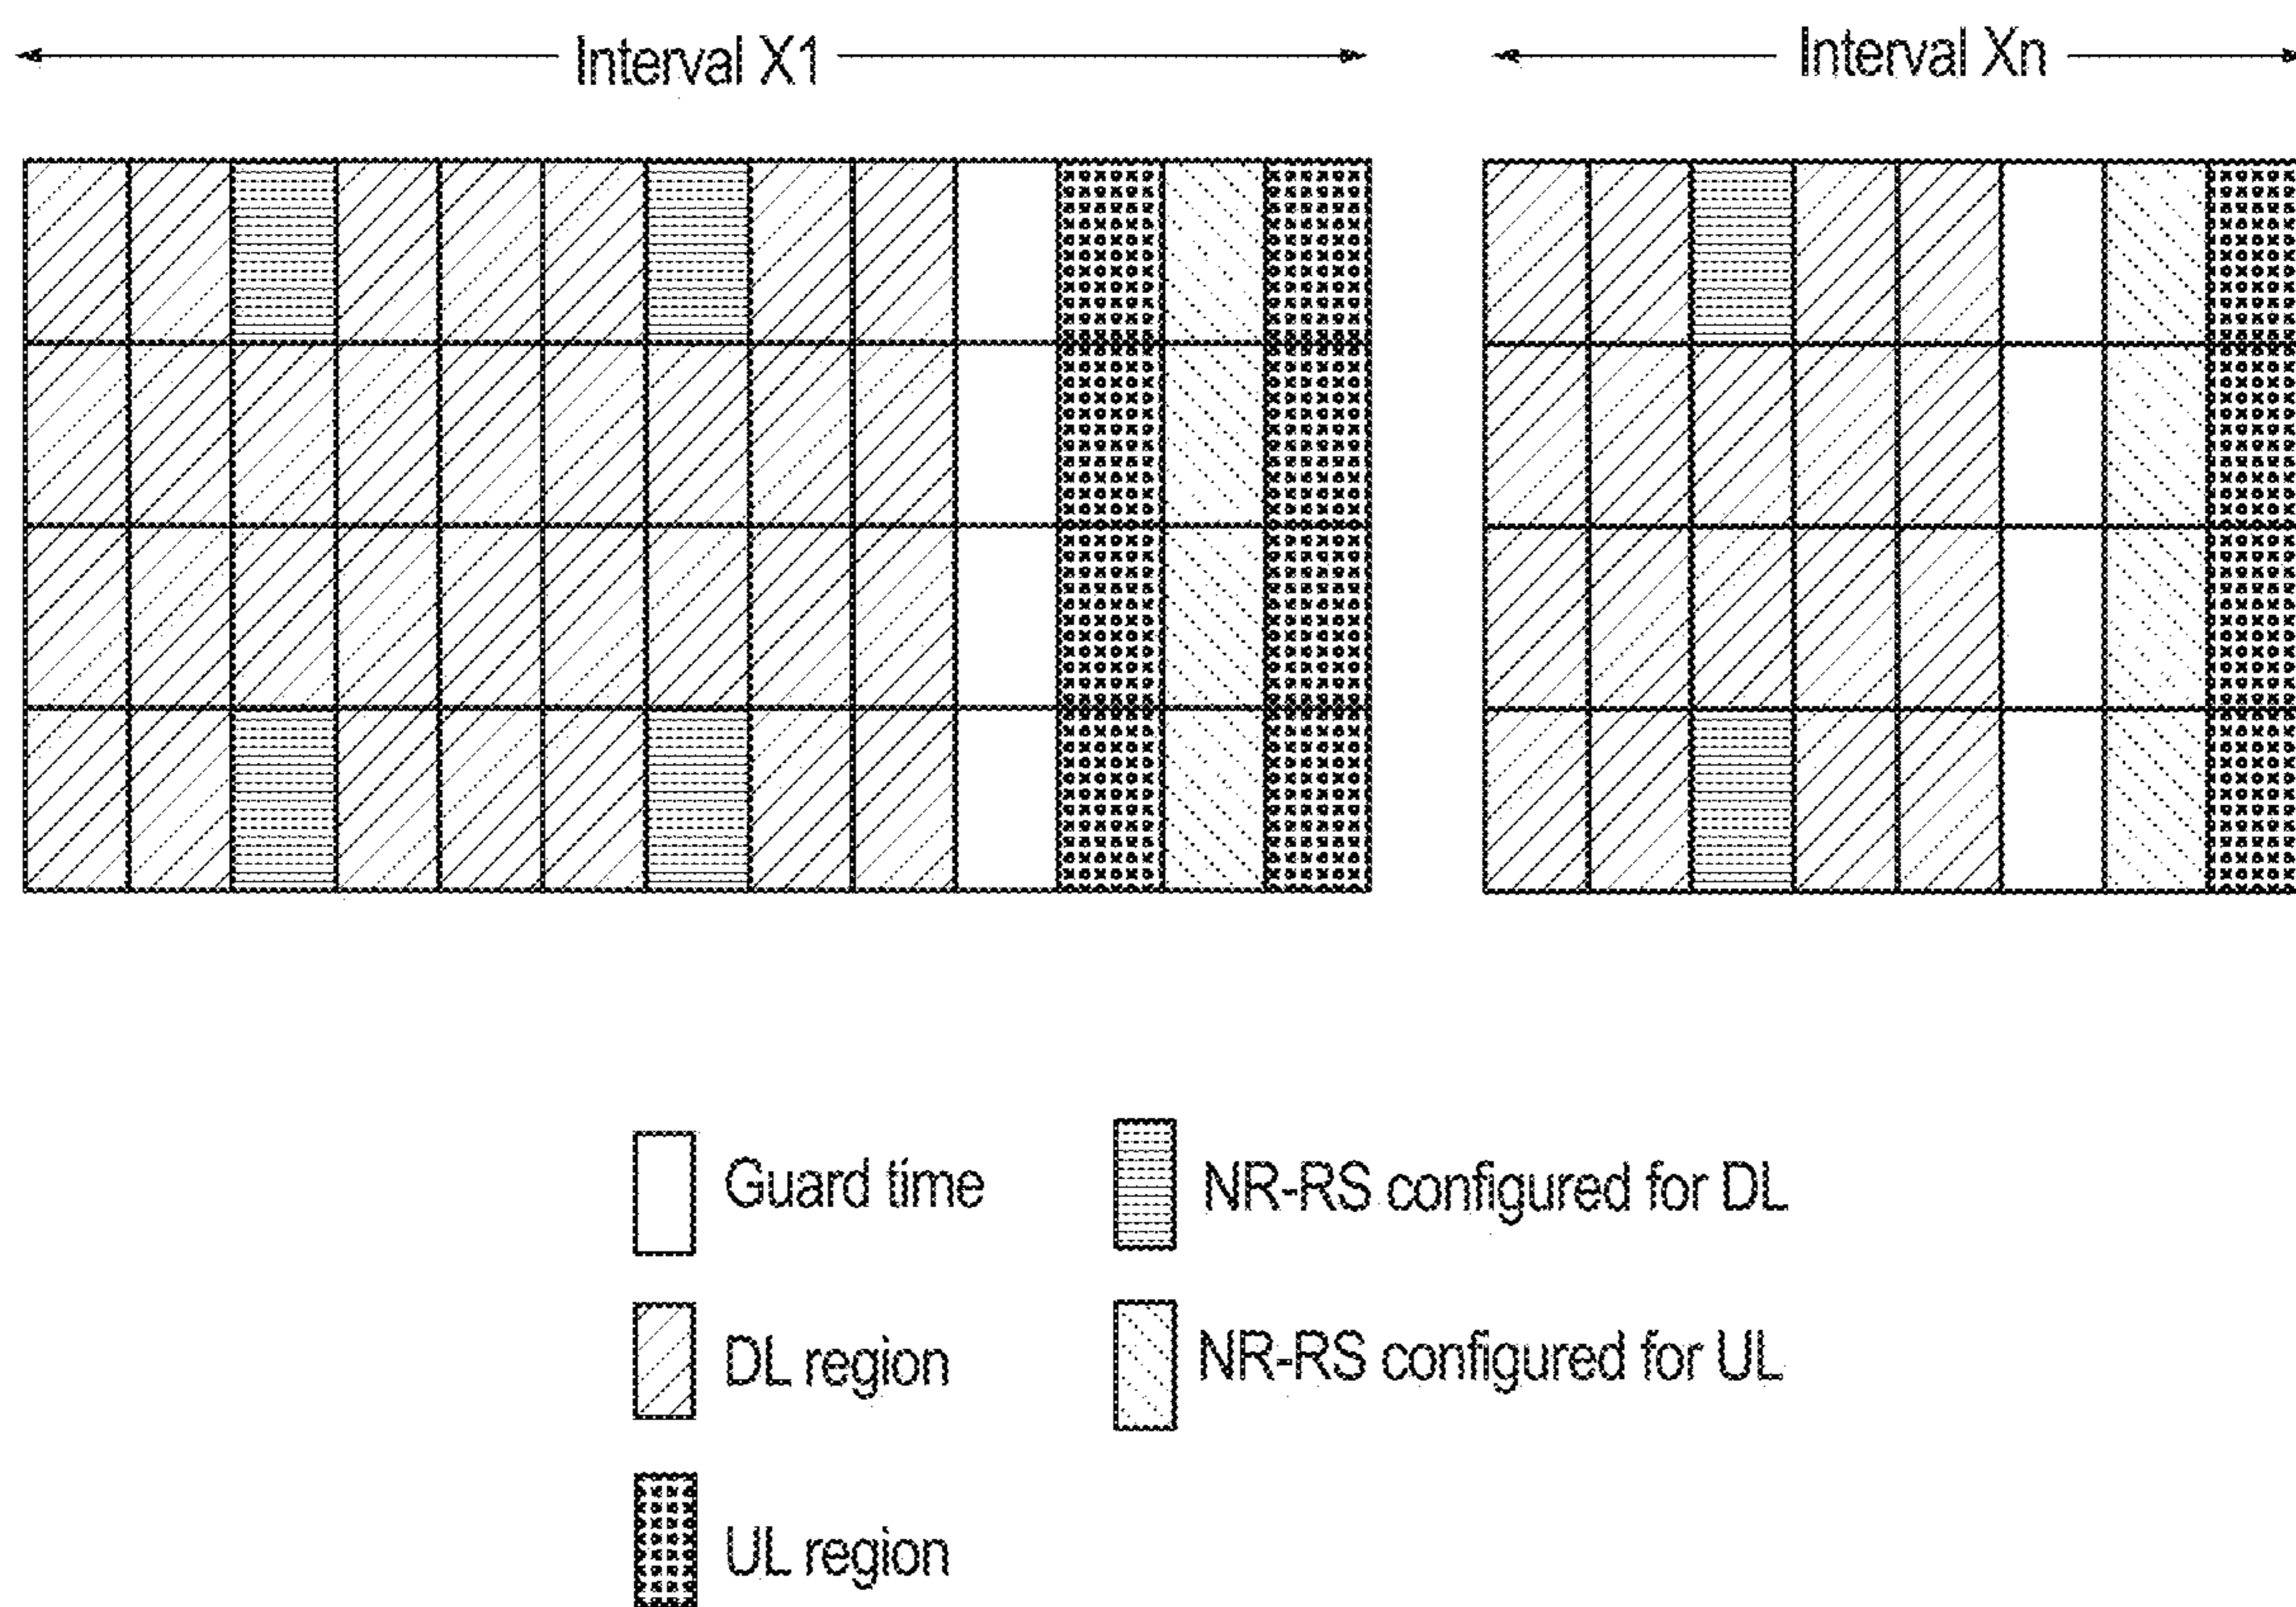 Interval X1
Interval Xn
Guard time
NR-RS configured for DL
DL region
NR-RS configured for UL
UL region